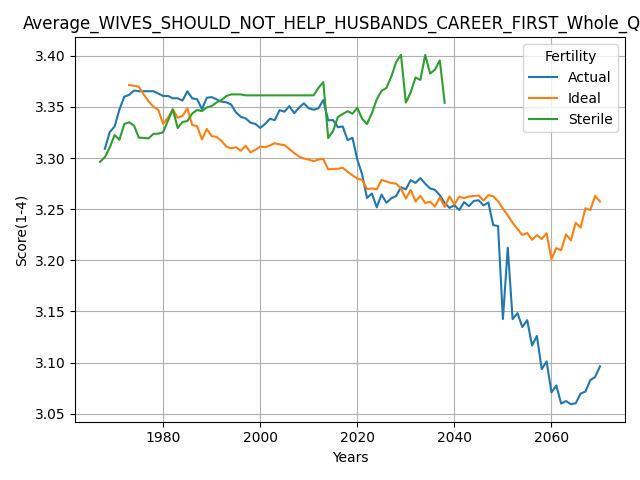 Average_WIVES_SHOULD_NOT_HELP_HUSBANDS_CAREER_FIRST_Whole_Q
Fertility
Actual
Ideal
Sterile
Score(1-4)
3.40
3.35
3.30
3.25
3.20
3.15
3.10
3.05
1980 2000 2020 2040 2060
Years